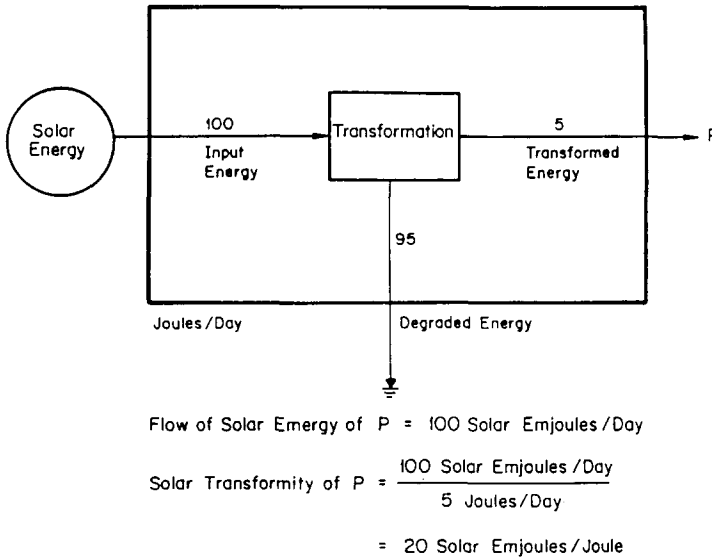 Solar
Energy
100
Input
Energy
Transformation
5
Transformed
Energy
P
95
Joules/Day
Degraded Energy
Flow of Solar Emergy of P = 100 Solar Emjoules/Day
Solar Transformity of P = 100 Solar Emjoules/Day
5 Joules/Day
= 20 Solar Emjoules/Joule